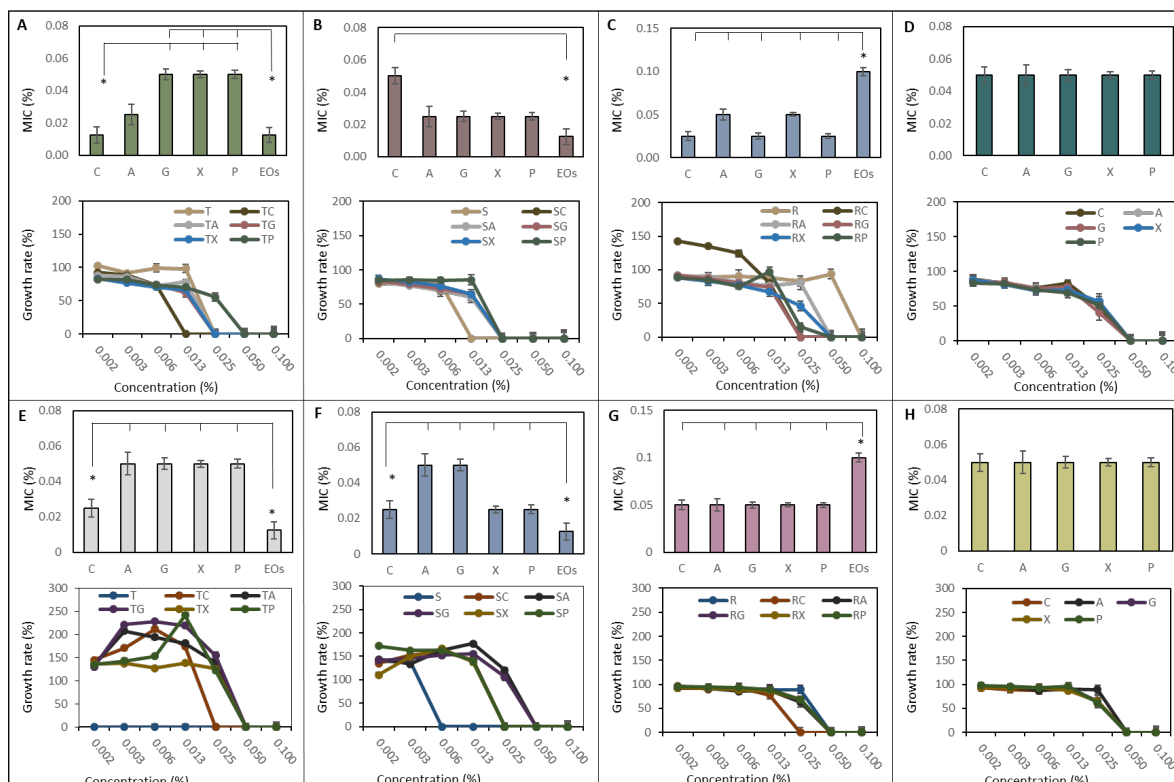 A
MIC (%)
0.08
0.06
0.04
0.02
0.00
*
*
C A G X P EOs
Growth rate (%)
200
150
100
50
0
T TC
TA TG
TX TP
0.002 0.003 0.006 0.013 0.025 0.050 0.100
Concentration (%)
B
MIC (%)
0.08
0.06
0.04
0.02
0.00
*
C A G X P EOs
Growth rate (%)
200
150
100
50
0
S SC
SA SG
SX SP
0.002 0.003 0.006 0.013 0.025 0.050 0.100
Concentration (%)
C
MIC (%)
0.15
0.10
0.05
0.00
*
C A G X P EOs
Growth rate (%)
200
150
100
50
0
R RC
RA RG
RX RP
0.002 0.003 0.006 0.013 0.025 0.050 0.100
Concentration (%)
D
MIC (%)
0.08
0.06
0.04
0.02
0.00
C A G X P
Growth rate (%)
200
150
100
50
0
C A
G X
P
0.002 0.003 0.006 0.013 0.025 0.050 0.100
Concentration (%)
E
MIC (%)
0.08
0.06
0.04
0.02
0
*
*
C A G X P EOs
Growth rate (%)
300
250
200
150
100
50
0
T TC TA
TG TX TP
0.002 0.003 0.006 0.013 0.025 0.050 0.100
Concentration (%)
F
MIC (%)
0.08
0.06
0.04
0.02
0
*
*
C A G X P EOs
Growth rate (%)
300
250
200
150
100
50
0
S SC SA
SG SX SP
0.002 0.003 0.006 0.013 0.025 0.050 0.100
Concentration (%)
G
MIC (%)
0.15
0.1
0.05
0
*
C A G X P EOs
Growth rate (%)
300
250
200
150
100
50
0
R RC RA
RG RX RP
0.002 0.003 0.006 0.013 0.025 0.050 0.100
Concentration (%)
H
MIC (%)
0.08
0.06
0.04
0.02
0
C A G X P
Growth rate (%)
300
250
200
150
100
50
0
C A G
X P
0.002 0.003 0.006 0.013 0.025 0.050 0.100
Concentration (%)